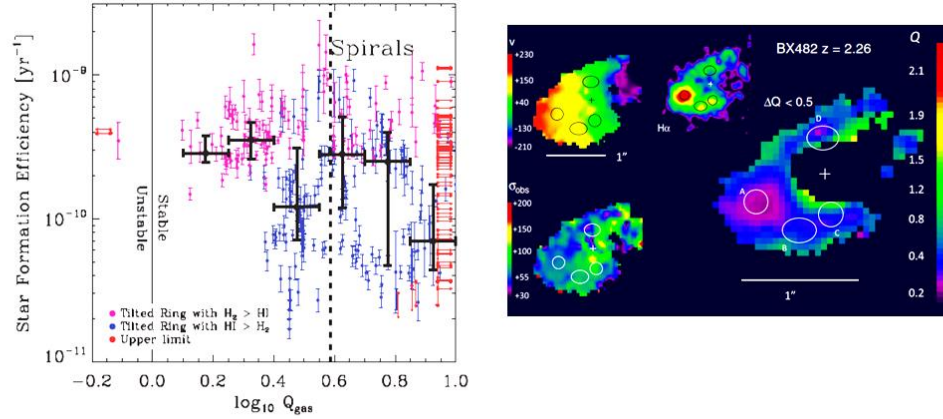 Star Formation Efficiency [yr⁻¹]
10⁻⁹
10⁻¹⁰
10⁻¹¹
Spirals
Unstable
Stable
Tilted Ring with H₂ > HI
Tilted Ring with HI > H₂
Upper limit
-0.2 0.0 0.2 0.4 0.6 0.8 1.0
log₁₀ Q_gas
v
+230
+150
+40
-130
-210
1"
Hα
σ_obs
+200
+150
+100
+55
+30
BX482 z = 2.26
ΔQ < 0.5
D
A
B
C
1"
Q
2.1
1.9
1.7
1.2
0.8
0.4
0.2